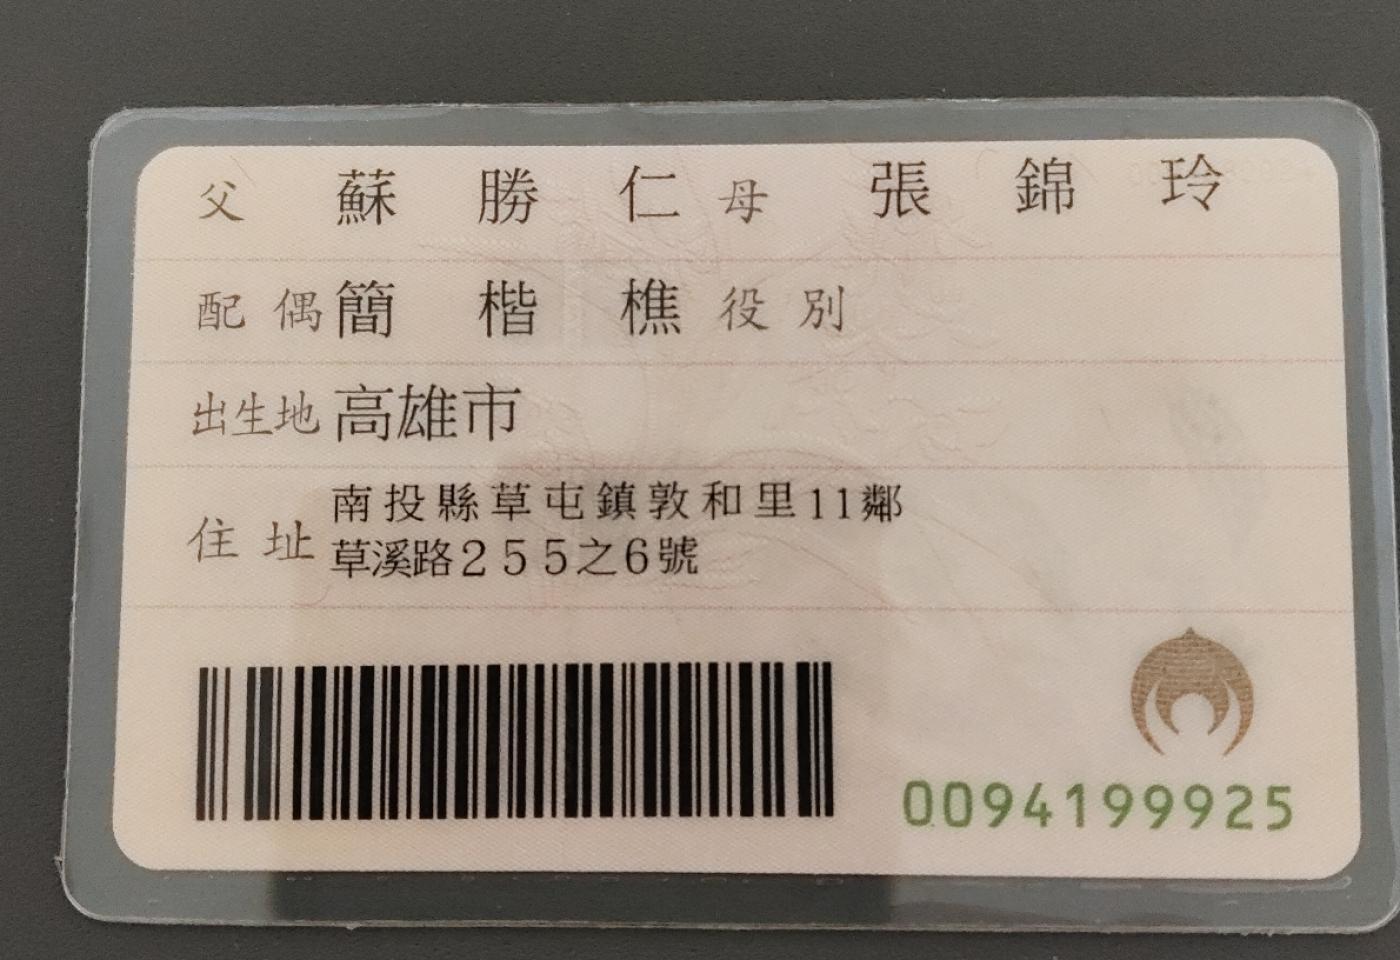 父 蘇勝仁 母 張錦玲
配偶 簡楷樵 役別
出生地 高雄市
住址 南投縣草屯鎮敦和里11鄰
草溪路255之6號
0094199925